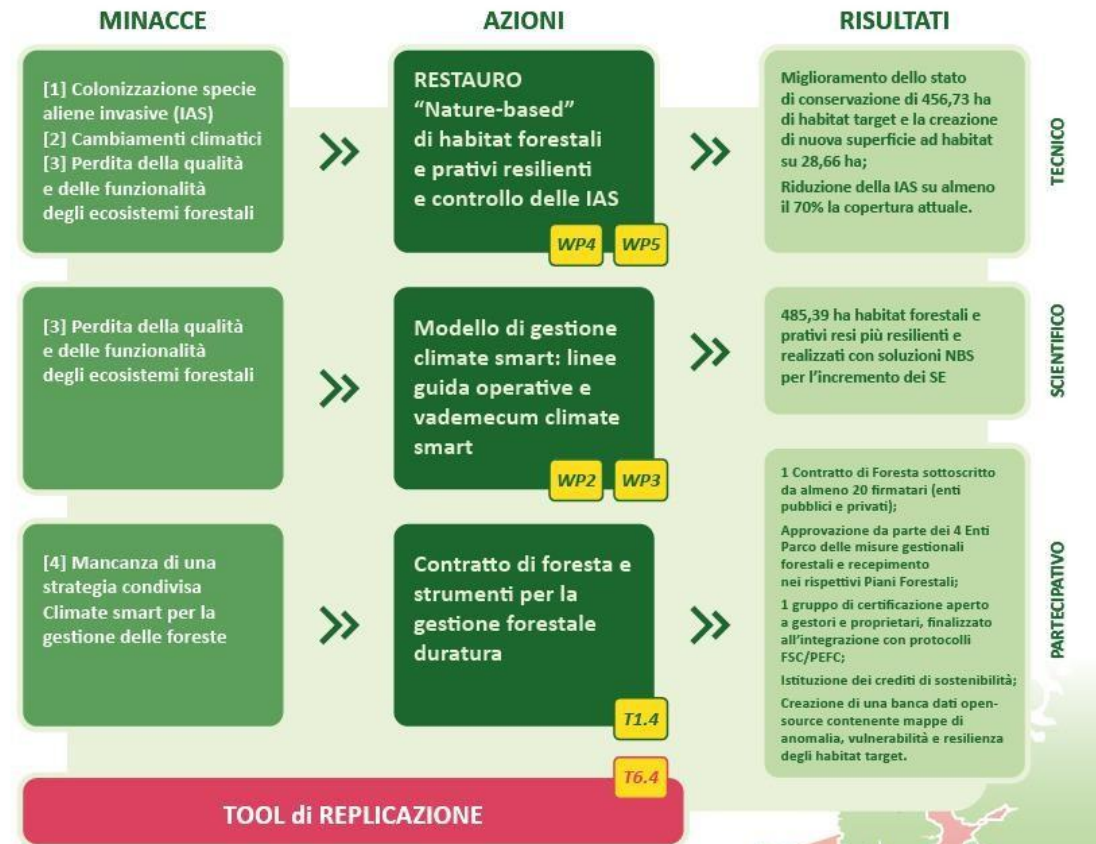 MINACCE
AZIONI
RISULTATI
[1] Colonizzazione specie
aliene invasive (IAS)
[2] Cambiamenti climatici
[3] Perdita della qualità
e delle funzionalità
degli ecosistemi forestali
RESTAURO
“Nature-based”
di habitat forestali
e prativi resilienti
e controllo delle IAS
WP4
WP5
Miglioramento dello stato
di conservazione di 456,73 ha
di habitat target e la creazione
di nuova superficie ad habitat
su 28,66 ha;
Riduzione della IAS su almeno
il 70% la copertura attuale.
TECNICO
[3] Perdita della qualità
e delle funzionalità
degli ecosistemi forestali
Modello di gestione
climate smart: linee
guida operative e
vademecum climate
smart
WP2
WP3
485,39 ha habitat forestali e
prativi resi più resilienti e
realizzati con soluzioni NBS
per l’incremento dei SE
SCIENTIFICO
[4] Mancanza di una
strategia condivisa
Climate smart per la
gestione delle foreste
Contratto di foresta e
strumenti per la
gestione forestale
duratura
T1.4
1 Contratto di Foresta sottoscritto
da almeno 20 firmatari (enti
pubblici e privati);
Approvazione da parte dei 4 Enti
Parco delle misure gestionali
forestali e recepimento
nei rispettivi Piani Forestali;
1 gruppo di certificazione aperto
a gestori e proprietari, finalizzato
all’integrazione con protocolli
FSC/PEFC;
Istituzione dei crediti di sostenibilità;
Creazione di una banca dati open-
source contenente mappe di
anomalia, vulnerabilità e resilienza
degli habitat target.
PARTECIPATIVO
T6.4
TOOL di REPLICAZIONE